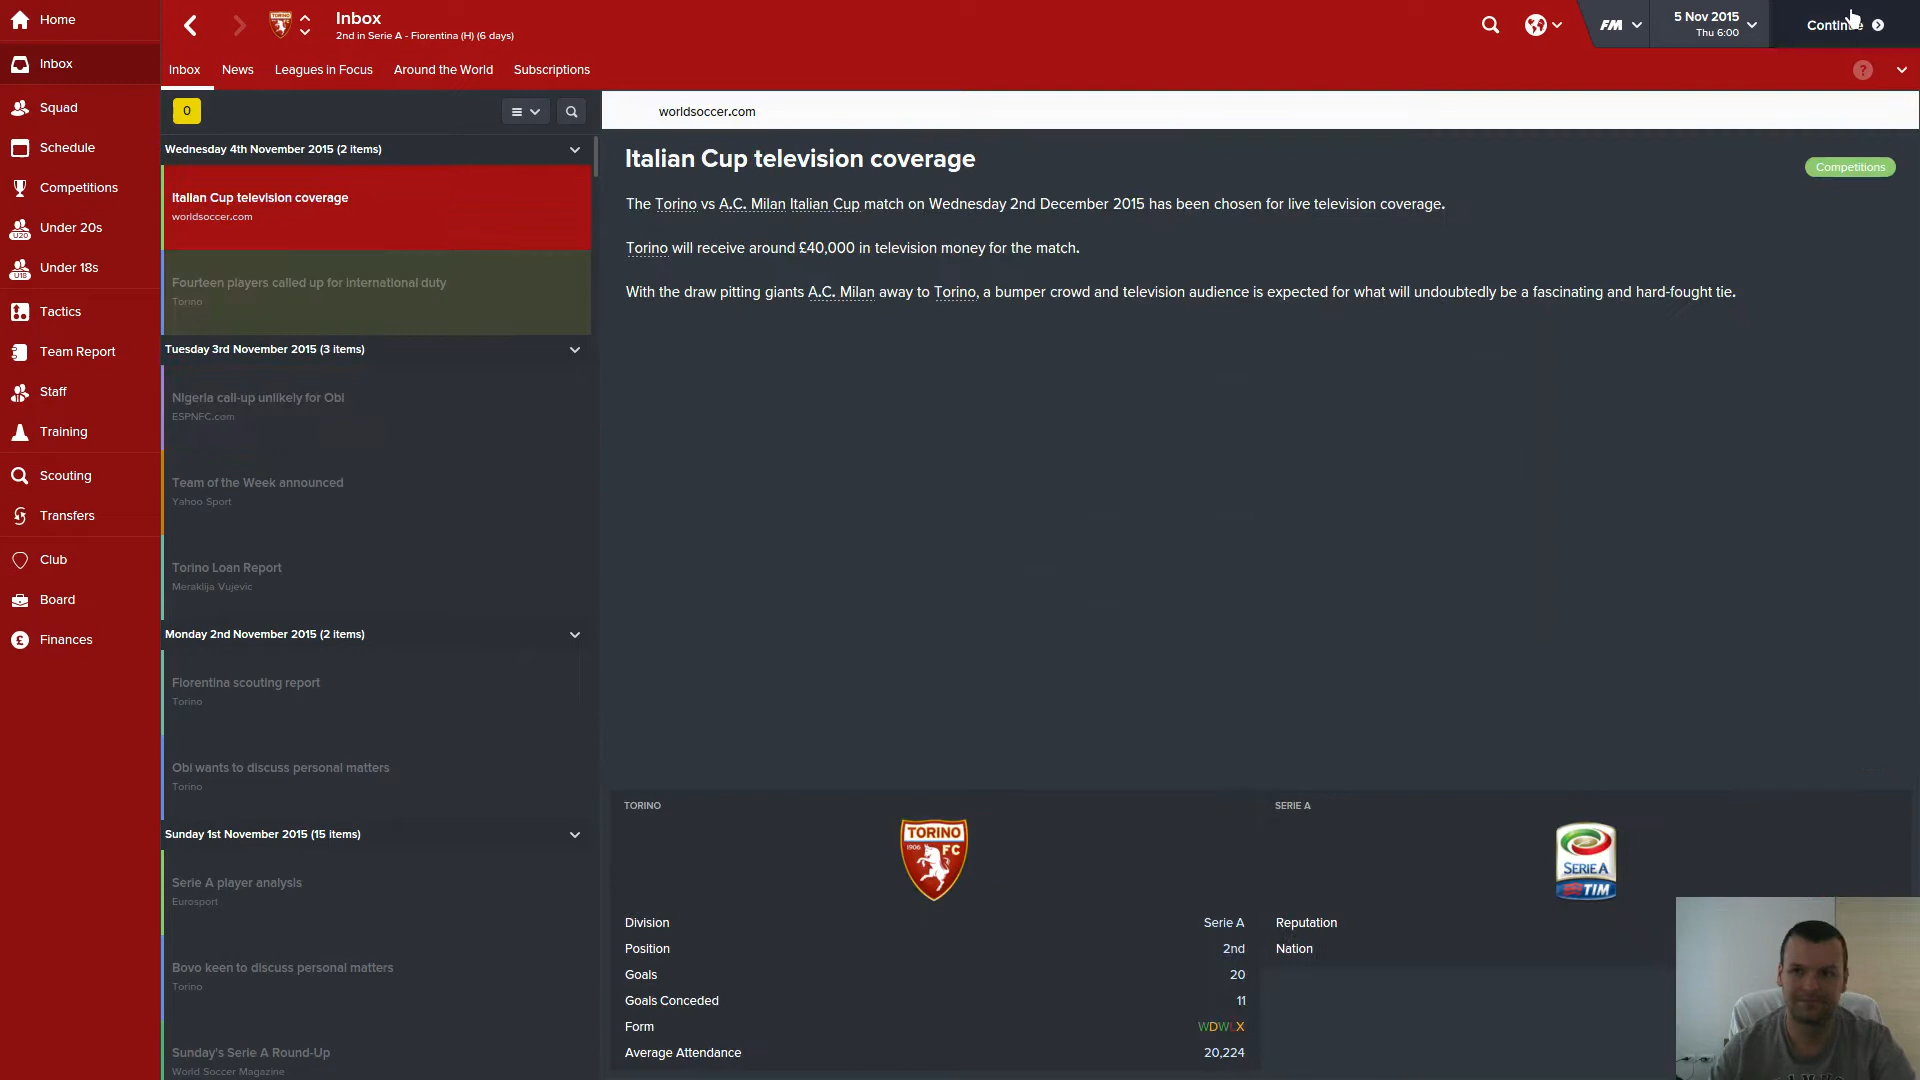 Home
Inbox
Squad
Schedule
Competitions
Under 20s
Under 18s
Tactics
Team Report
Staff
Training
Scouting
Transfers
Club
Board
Finances
Inbox
2nd in Serie A - Fiorentina (H) (6 days)
FM
5 Nov 2015
Thu 6:00
Continue
Inbox News Leagues in Focus Around the World Subscriptions
?
0
Wednesday 4th November 2015 (2 items)
Italian Cup television coverage
worldsoccer.com
Fourteen players called up for international duty
Torino
Tuesday 3rd November 2015 (3 items)
Nigeria call-up unlikely for Obi
ESPNFC.com
Team of the Week announced
Yahoo Sport
Torino Loan Report
Meraklija Vujevic
Monday 2nd November 2015 (2 items)
Fiorentina scouting report
Torino
Obi wants to discuss personal matters
Torino
Sunday 1st November 2015 (15 items)
Serie A player analysis
Eurosport
Bovo keen to discuss personal matters
Torino
Sunday's Serie A Round-Up
World Soccer Magazine
worldsoccer.com
Italian Cup television coverage
Competitions
The Torino vs A.C. Milan Italian Cup match on Wednesday 2nd December 2015 has been chosen for live television coverage.
Torino will receive around £40,000 in television money for the match.
With the draw pitting giants A.C. Milan away to Torino, a bumper crowd and television audience is expected for what will undoubtedly be a fascinating and hard-fought tie.
TORINO
TORINO
1906 FC
Division Serie A
Position 2nd
Goals 20
Goals Conceded 11
Form WDWLX
Average Attendance 20,224
SERIE A
SERIE A
TIM
Reputation
Nation